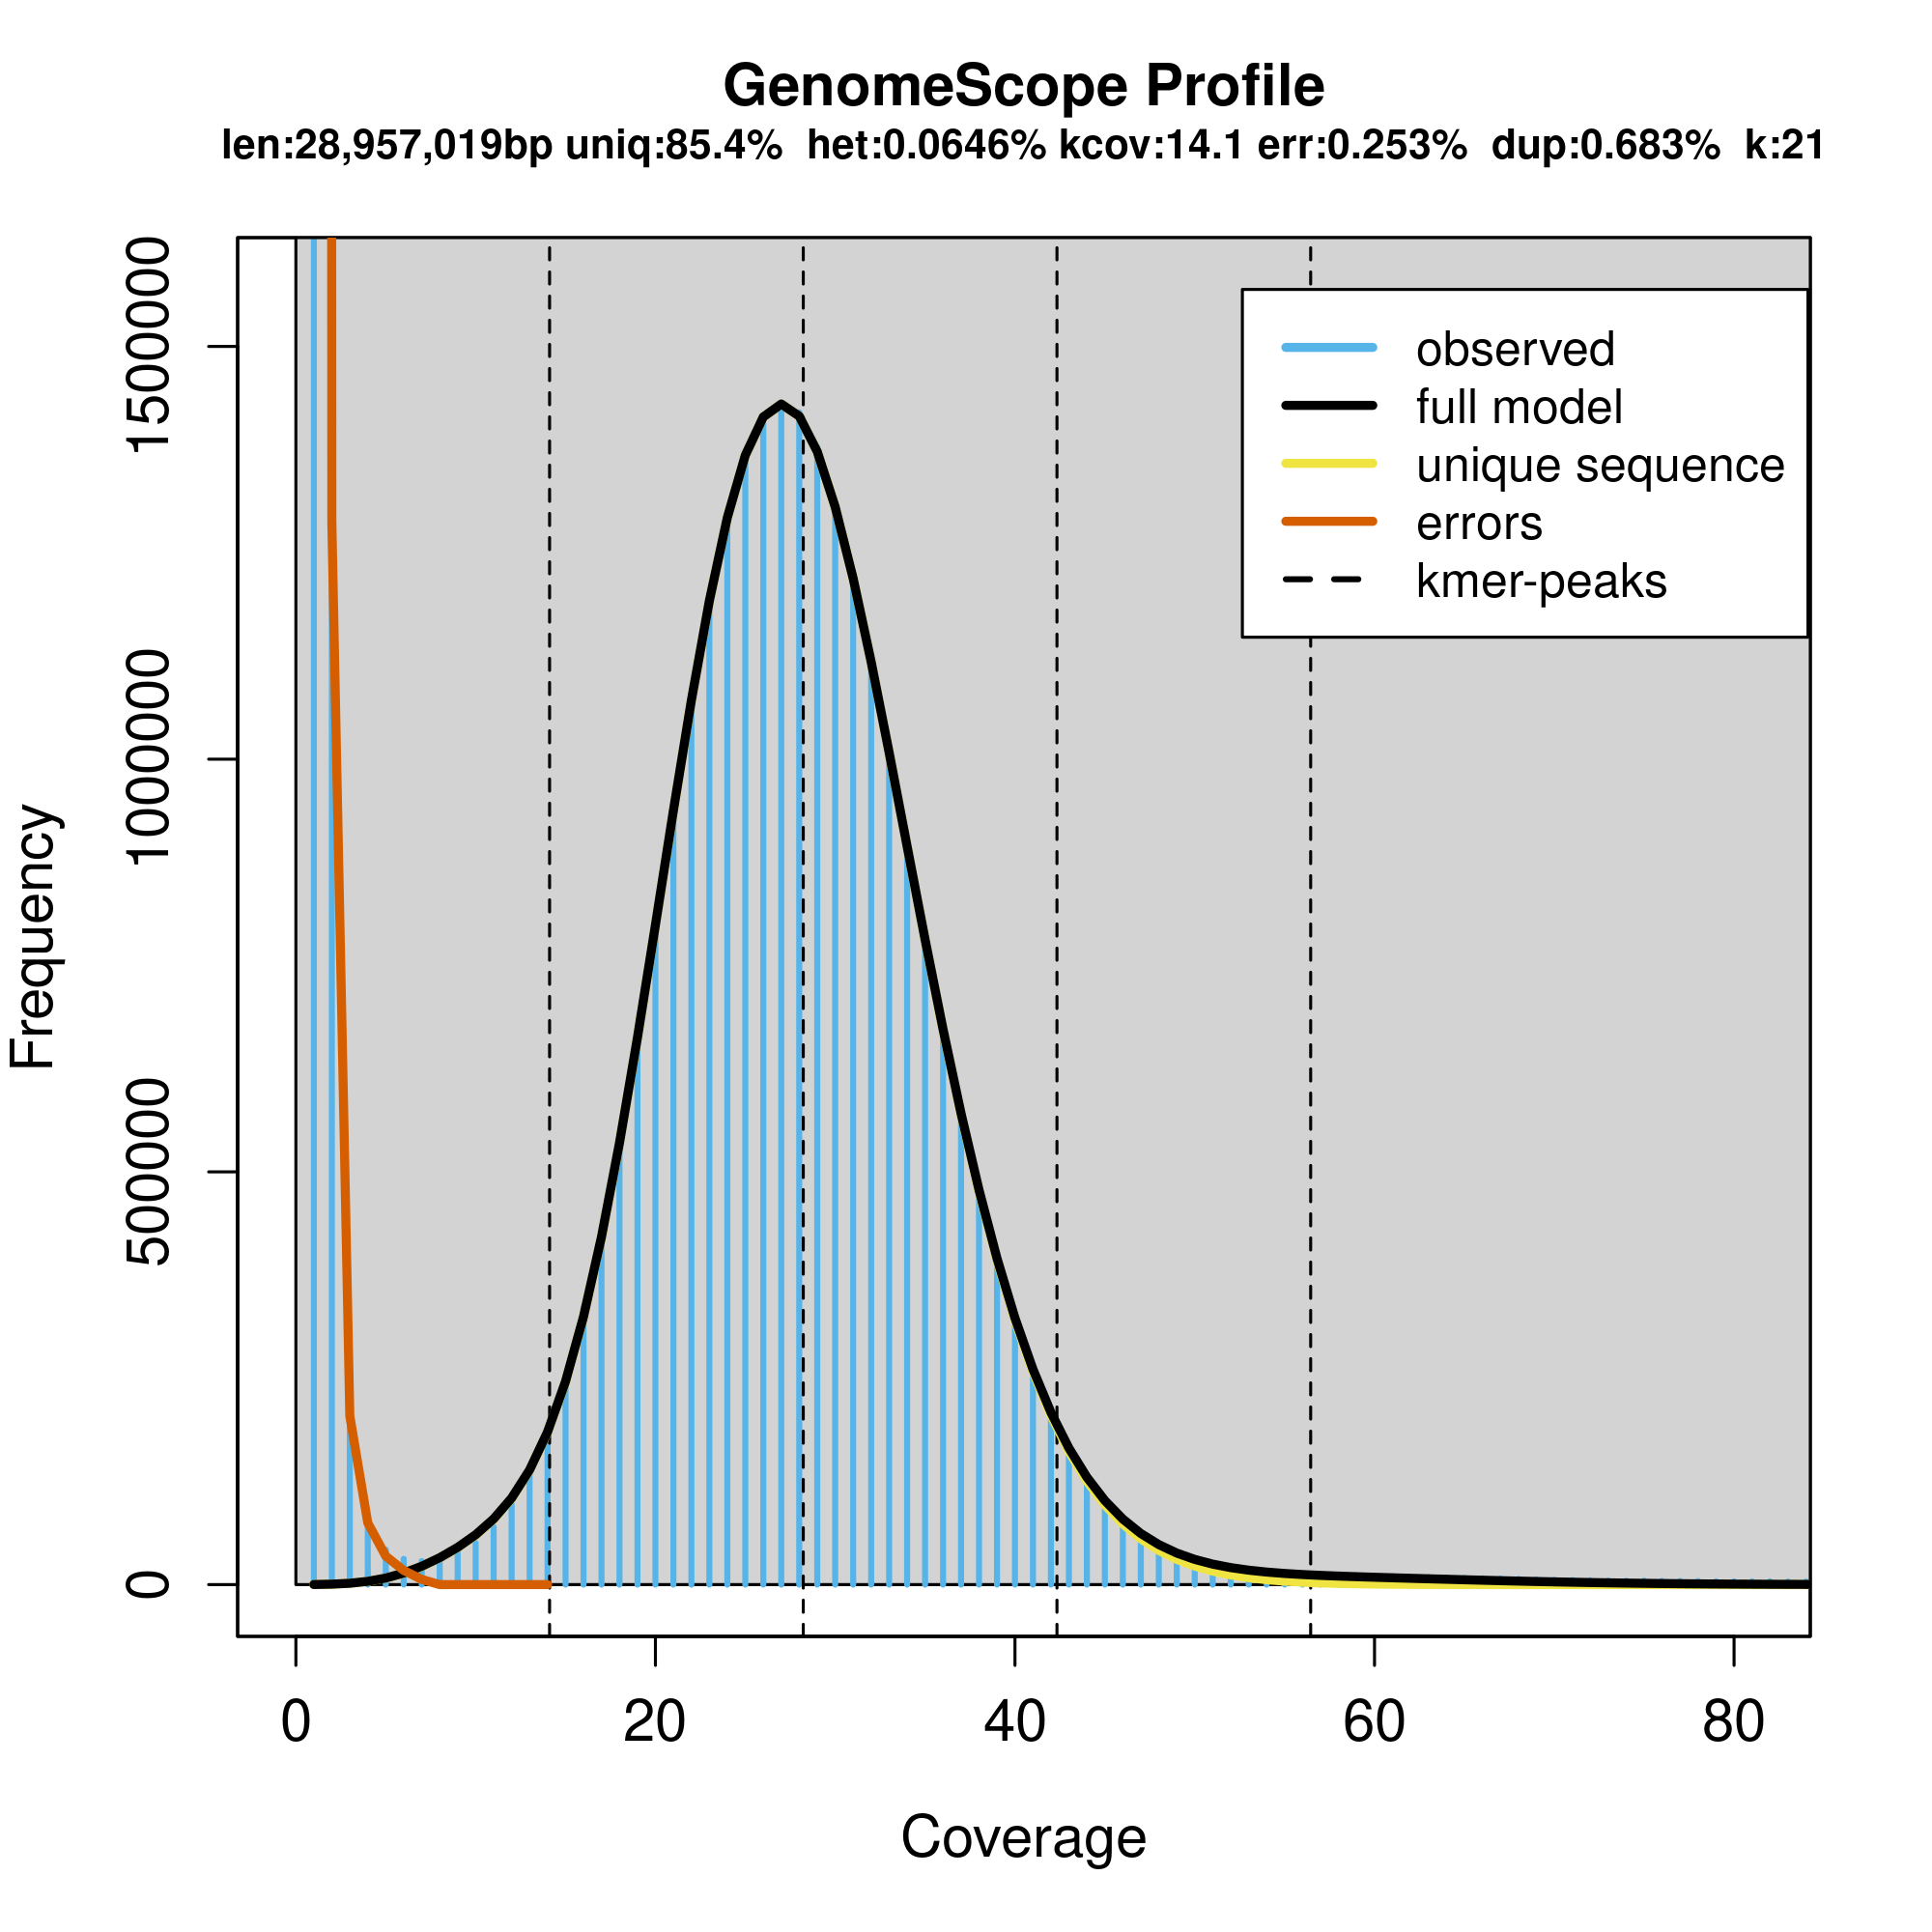 GenomeScope Profile
len:28,957,019bp uniq:85.4% het:0.0646% kcov:14.1 err:0.253% dup:0.683% k:21
observed
full model
unique sequence
errors
kmer-peaks
Frequency
1500000
1000000
500000
0
0 20 40 60 80
Coverage